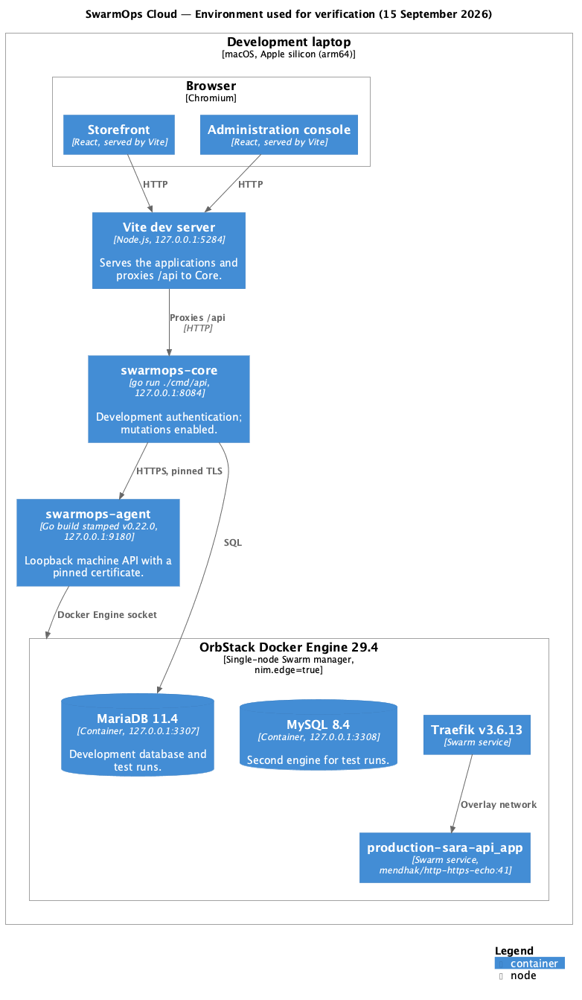 SwarmOps Cloud — Environment used for verification (15 September 2026)
Development laptop
[macOS, Apple silicon (arm64)]
Browser
[Chromium]
Storefront
[React, served by Vite]
Administration console
[React, served by Vite]
HTTP
HTTP
Vite dev server
[Node.js, 127.0.0.1:5284]
Serves the applications and
proxies /api to Core.
Proxies /api
[HTTP]
swarmops-core
[go run ./cmd/api,
127.0.0.1:8084]
Development authentication;
mutations enabled.
HTTPS, pinned TLS
swarmops-agent
[Go build stamped v0.22.0,
127.0.0.1:9180]
Loopback machine API with a
pinned certificate.
SQL
Docker Engine socket
OrbStack Docker Engine 29.4
[Single-node Swarm manager,
nim.edge=true]
MariaDB 11.4
[Container, 127.0.0.1:3307]
Development database and
test runs.
MySQL 8.4
[Container, 127.0.0.1:3308]
Second engine for test runs.
Traefik v3.6.13
[Swarm service]
Overlay network
production-sara-api_app
[Swarm service,
mendhak/http-https-echo:41]
Legend
container
node